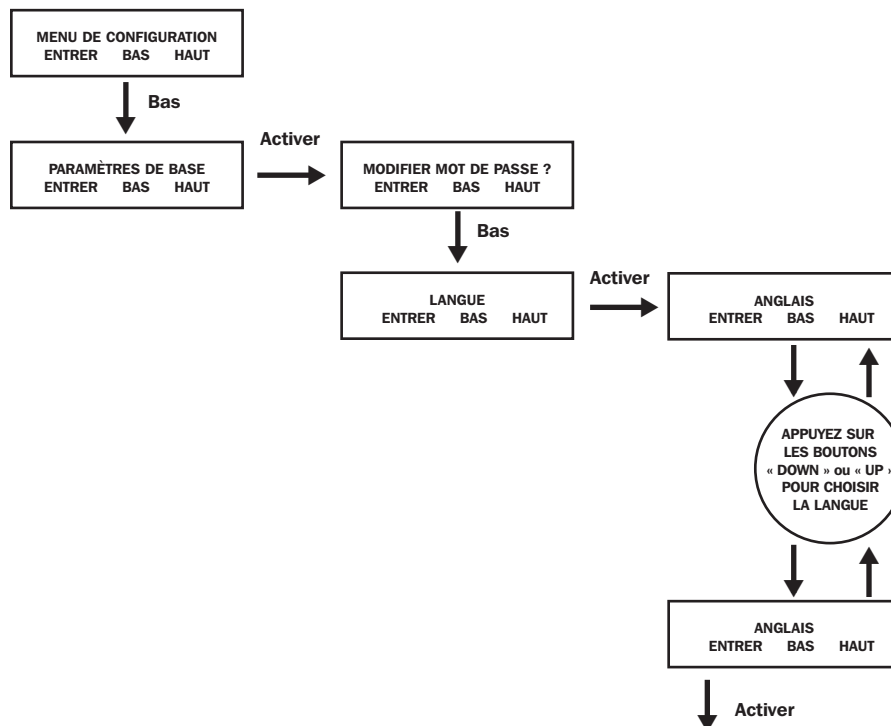 MENU DE CONFIGURATION
ENTRER BAS HAUT
Bas
Activer
PARAMÈTRES DE BASE
ENTRER BAS HAUT
MODIFIER MOT DE PASSE ?
ENTRER BAS HAUT
Bas
Activer
LANGUE
ENTRER BAS HAUT
ANGLAIS
ENTRER BAS HAUT
APPUYEZ SUR
LES BOUTONS
« DOWN » ou « UP »
POUR CHOISIR
LA LANGUE
ANGLAIS
ENTRER BAS HAUT
Activer